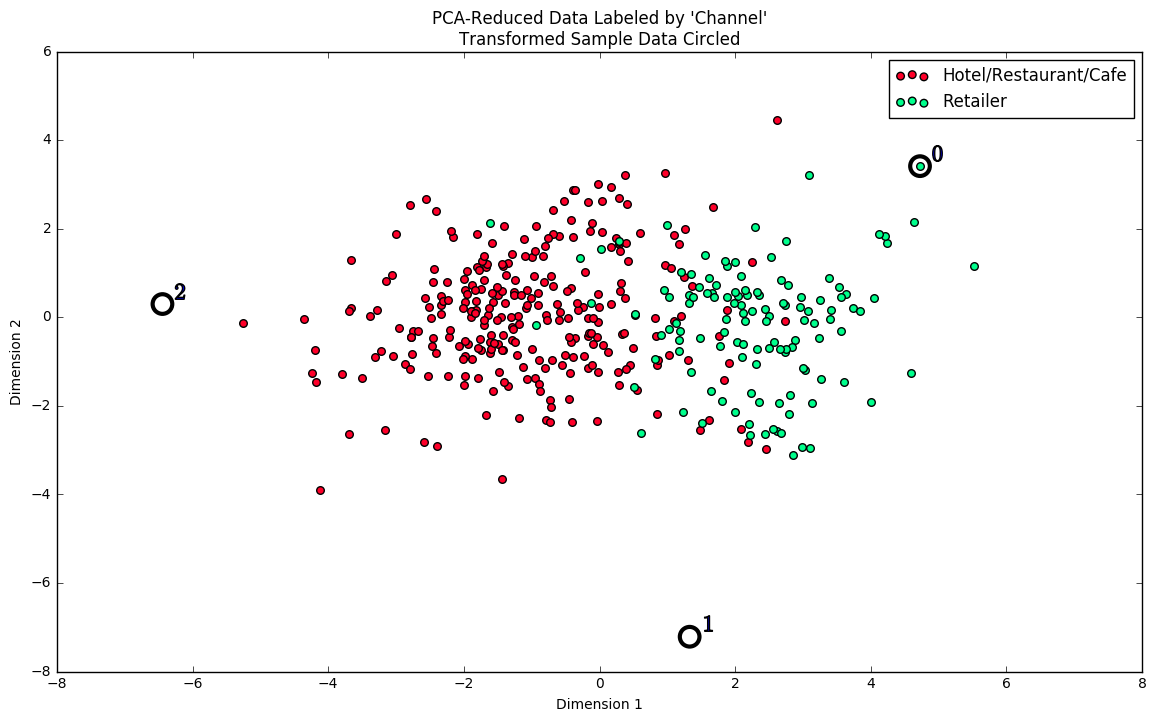 PCA-Reduced Data Labeled by 'Channel'
Transformed Sample Data Circled
Hotel/Restaurant/Cafe
Retailer
0
2
1
6
4
2
0
−2
−4
−6
−8
Dimension 2
−8 −6 −4 −2 0 2 4 6 8
Dimension 1